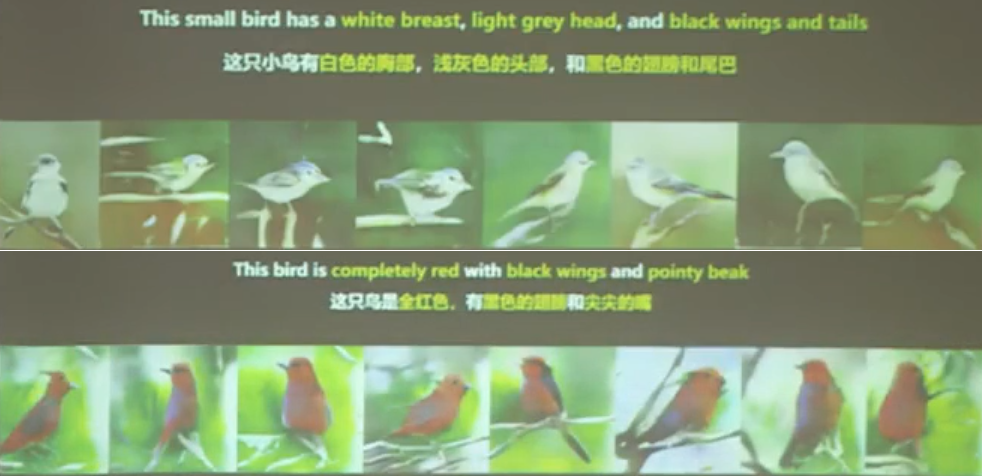 This small bird has a white breast, light grey head, and black wings and tails
这只小鸟有白色的胸部，浅灰色的头部，和黑色的翅膀和尾巴
This bird is completely red with black wings and pointy beak
这只鸟是全红色，有黑色的翅膀和尖尖的嘴